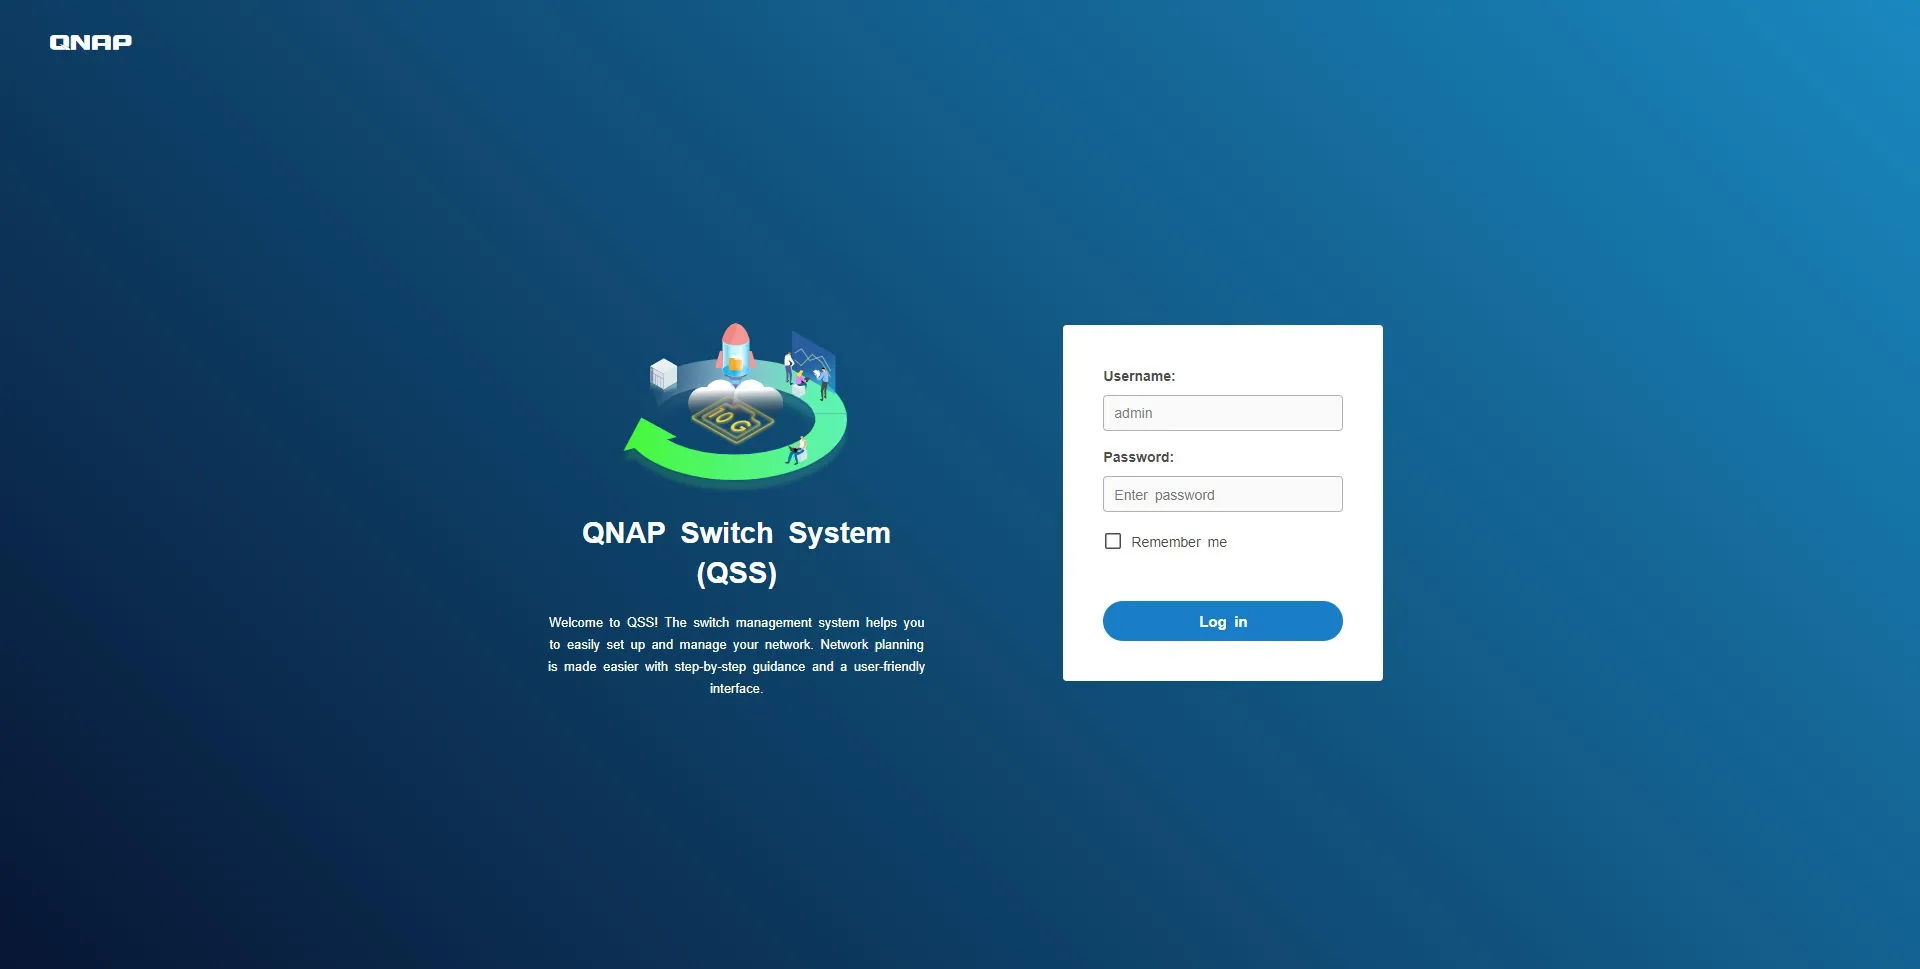 QNAP
10 G
QNAP Switch System
(QSS)
Welcome to QSS! The switch management system helps you
to easily set up and manage your network. Network planning
is made easier with step-by-step guidance and a user-friendly
interface.
Username:
admin
Password:
Enter password
Remember me
Log in